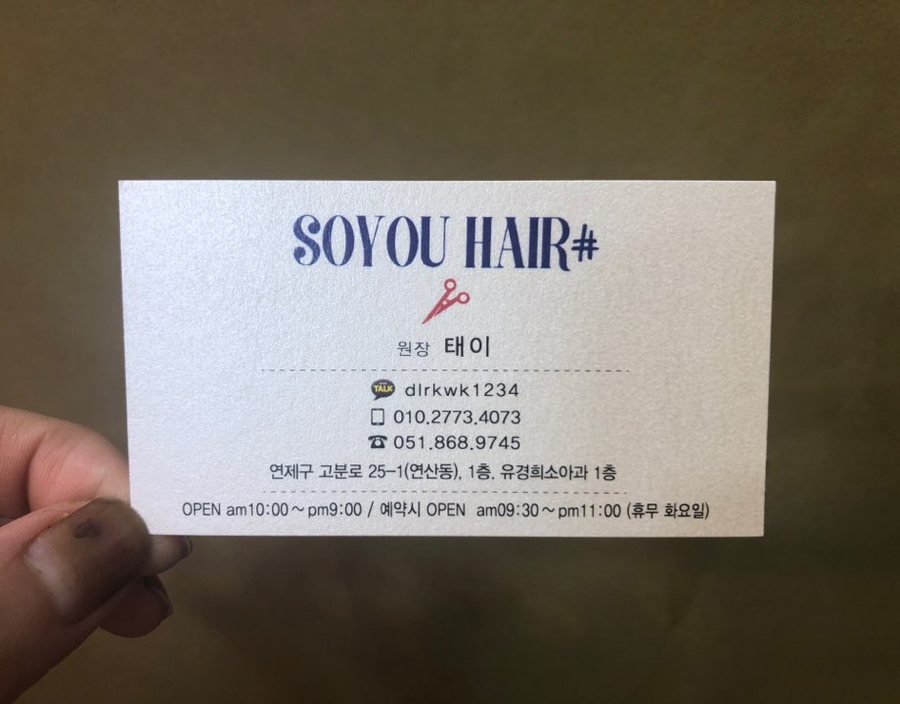 SOYOU HAIR#
원장 태이
TALK dlrkwk1234
010.2773.4073
051.868.9745
연제구 고분로 25-1(연산동), 1층. 유경희소아과 1층
OPEN am10:00~pm9:00 / 예약시 OPEN am09:30~pm11:00 (휴무 화요일)